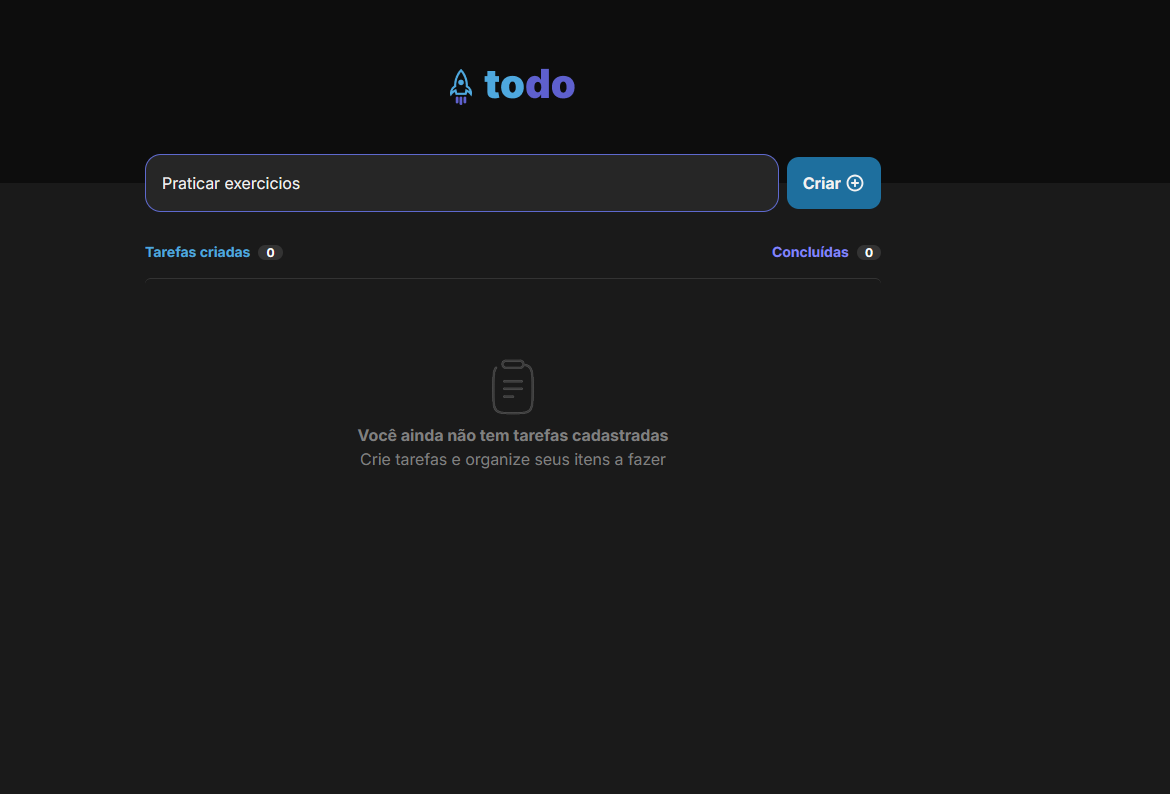 todo
Praticar exercicios
Criar
Tarefas criadas 0
Concluídas 0
Você ainda não tem tarefas cadastradas
Crie tarefas e organize seus itens a fazer